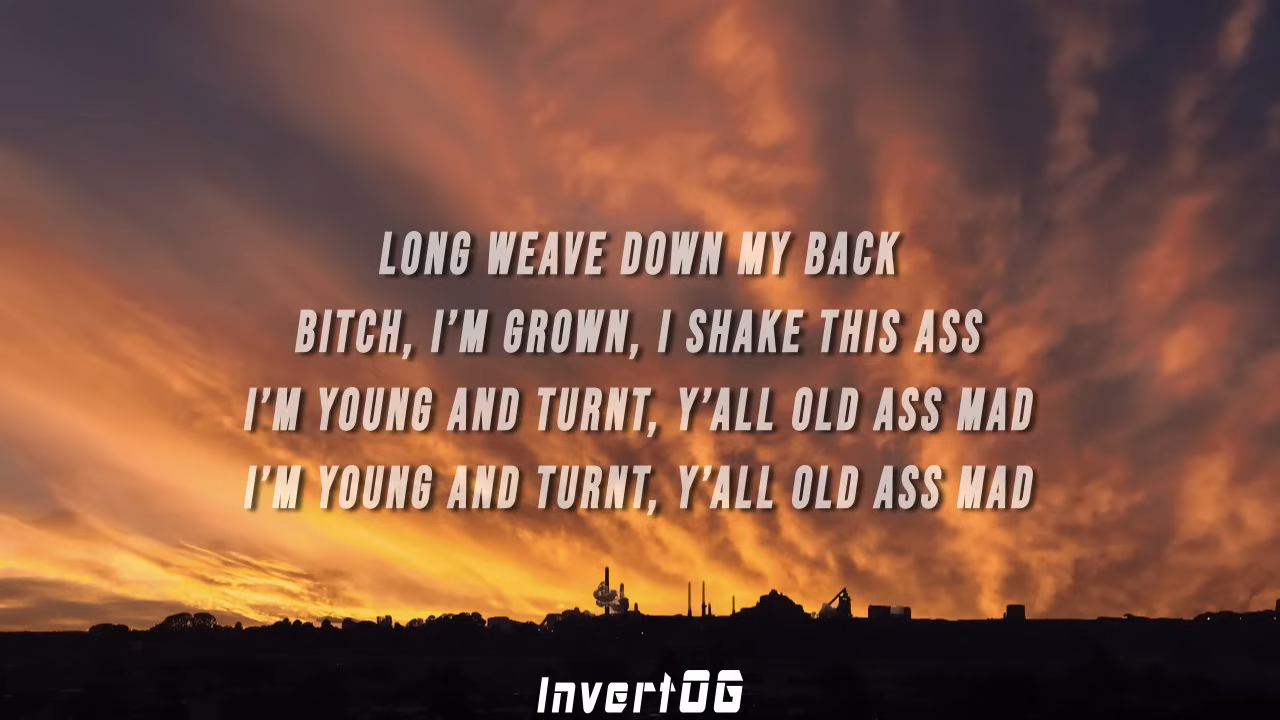 LONG WEAVE DOWN MY BACK
BITCH, I'M GROWN, I SHAKE THIS ASS
I'M YOUNG AND TURNT, Y'ALL OLD ASS MAD
I'M YOUNG AND TURNT, Y'ALL OLD ASS MAD
InvertOG